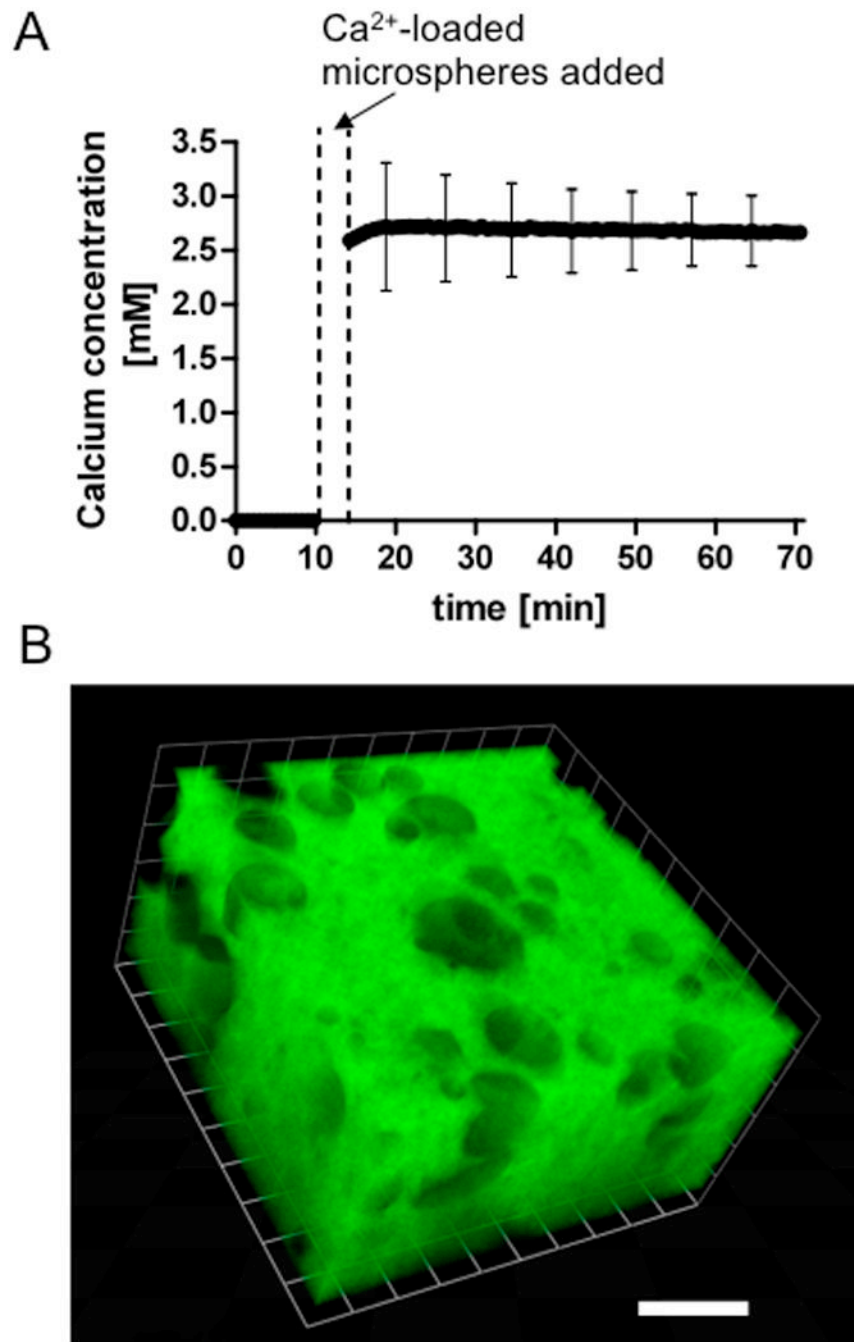 A
Ca²⁺-loaded
microspheres added
Calcium concentration
[mM]
3.5
3.0
2.5
2.0
1.5
1.0
0.5
0.0
0 10 20 30 40 50 60 70
time [min]
B